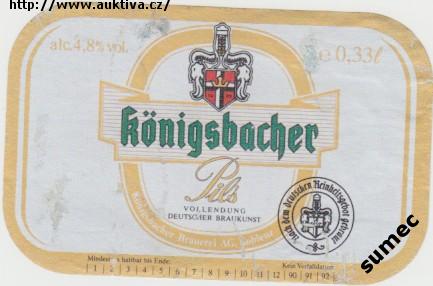 http://www.auktiva.cz/
alc.4,8% vol.
e 0,33ℓ
Königsbacher
Pils
VOLLENDUNG
DEUTSCHER BRAUKUNST
Königsbacher Brauerei AG, Koblenz
Nach dem deutschen Reinheitsgebot gebraut
Mindestens haltbar bis Ende:
Kein Verfalldatum
1 2 3 4 5 6 7 8 9 10 11 12 90 91 92
sumec